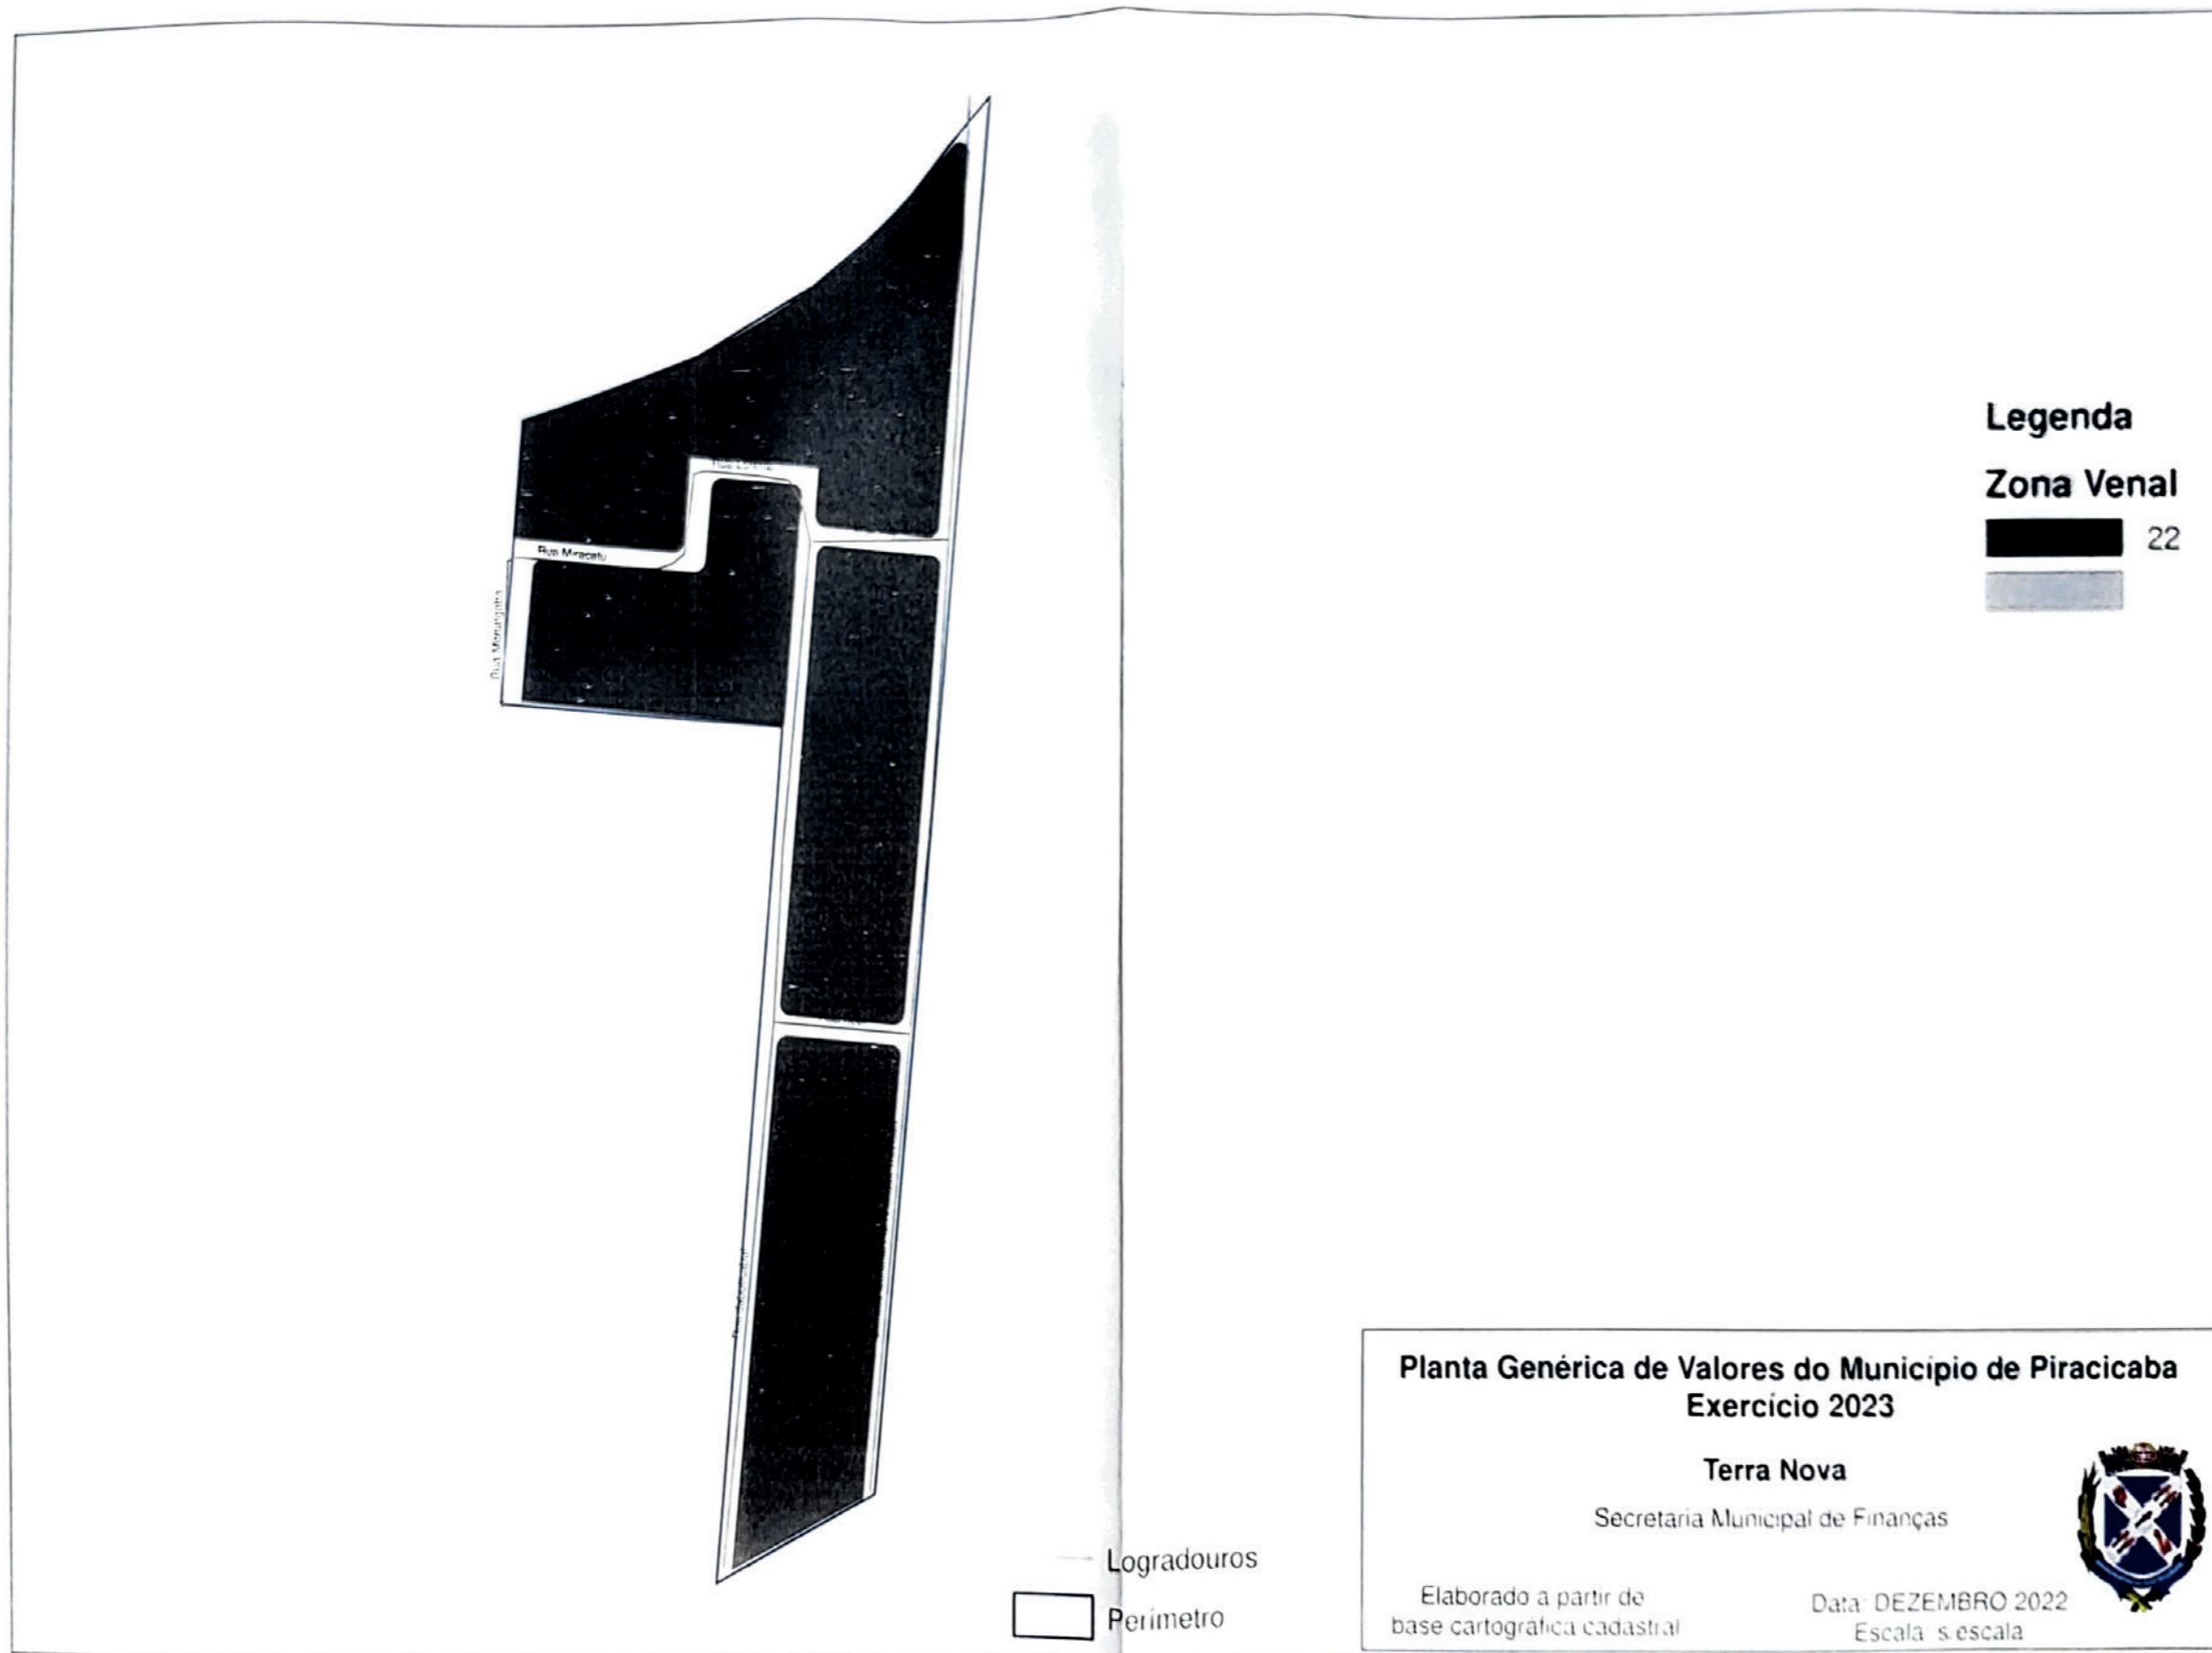 Rua Miracatu
Legenda
Zona Venal
22
Logradouros
Perímetro
Planta Genérica de Valores do Município de Piracicaba
Exercício 2023
Terra Nova
Secretaria Municipal de Finanças
Elaborado a partir de
base cartográfica cadastral
Data: DEZEMBRO 2022
Escala: s.escala